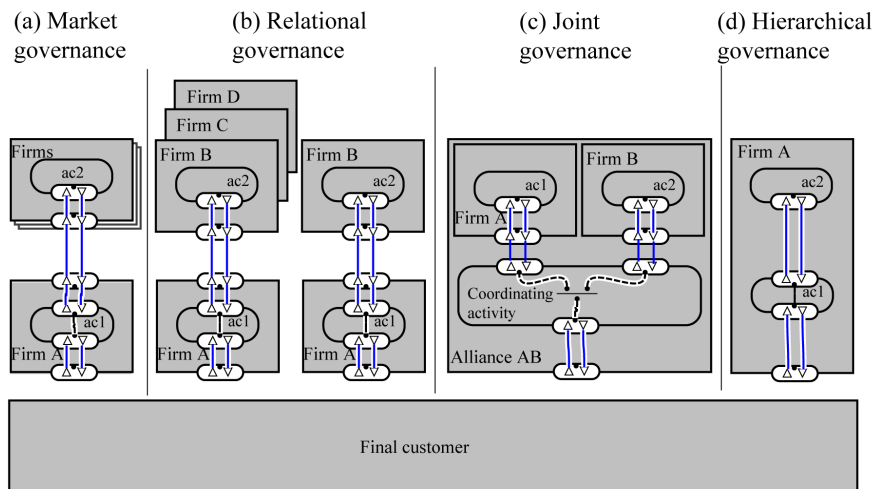 (a) Market
governance
(b) Relational
governance
(c) Joint
governance
(d) Hierarchical
governance
Firms
ac2
ac1
Firm A
Firm D
Firm C
Firm B
ac2
ac1
Firm A
Firm B
ac2
ac1
Firm A
ac1
Firm A
Firm B
ac2
Coordinating
activity
Alliance AB
Firm A
ac2
ac1
Final customer